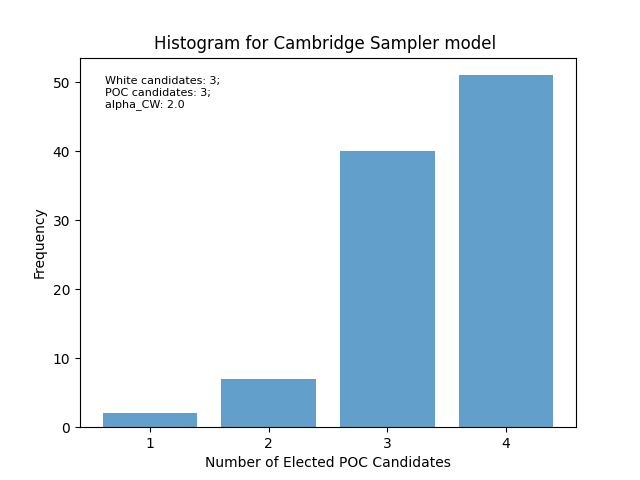 Histogram for Cambridge Sampler model
White candidates: 3;
POC candidates: 3;
alpha_CW: 2.0
Frequency
50
40
30
20
10
0
1 2 3 4
Number of Elected POC Candidates